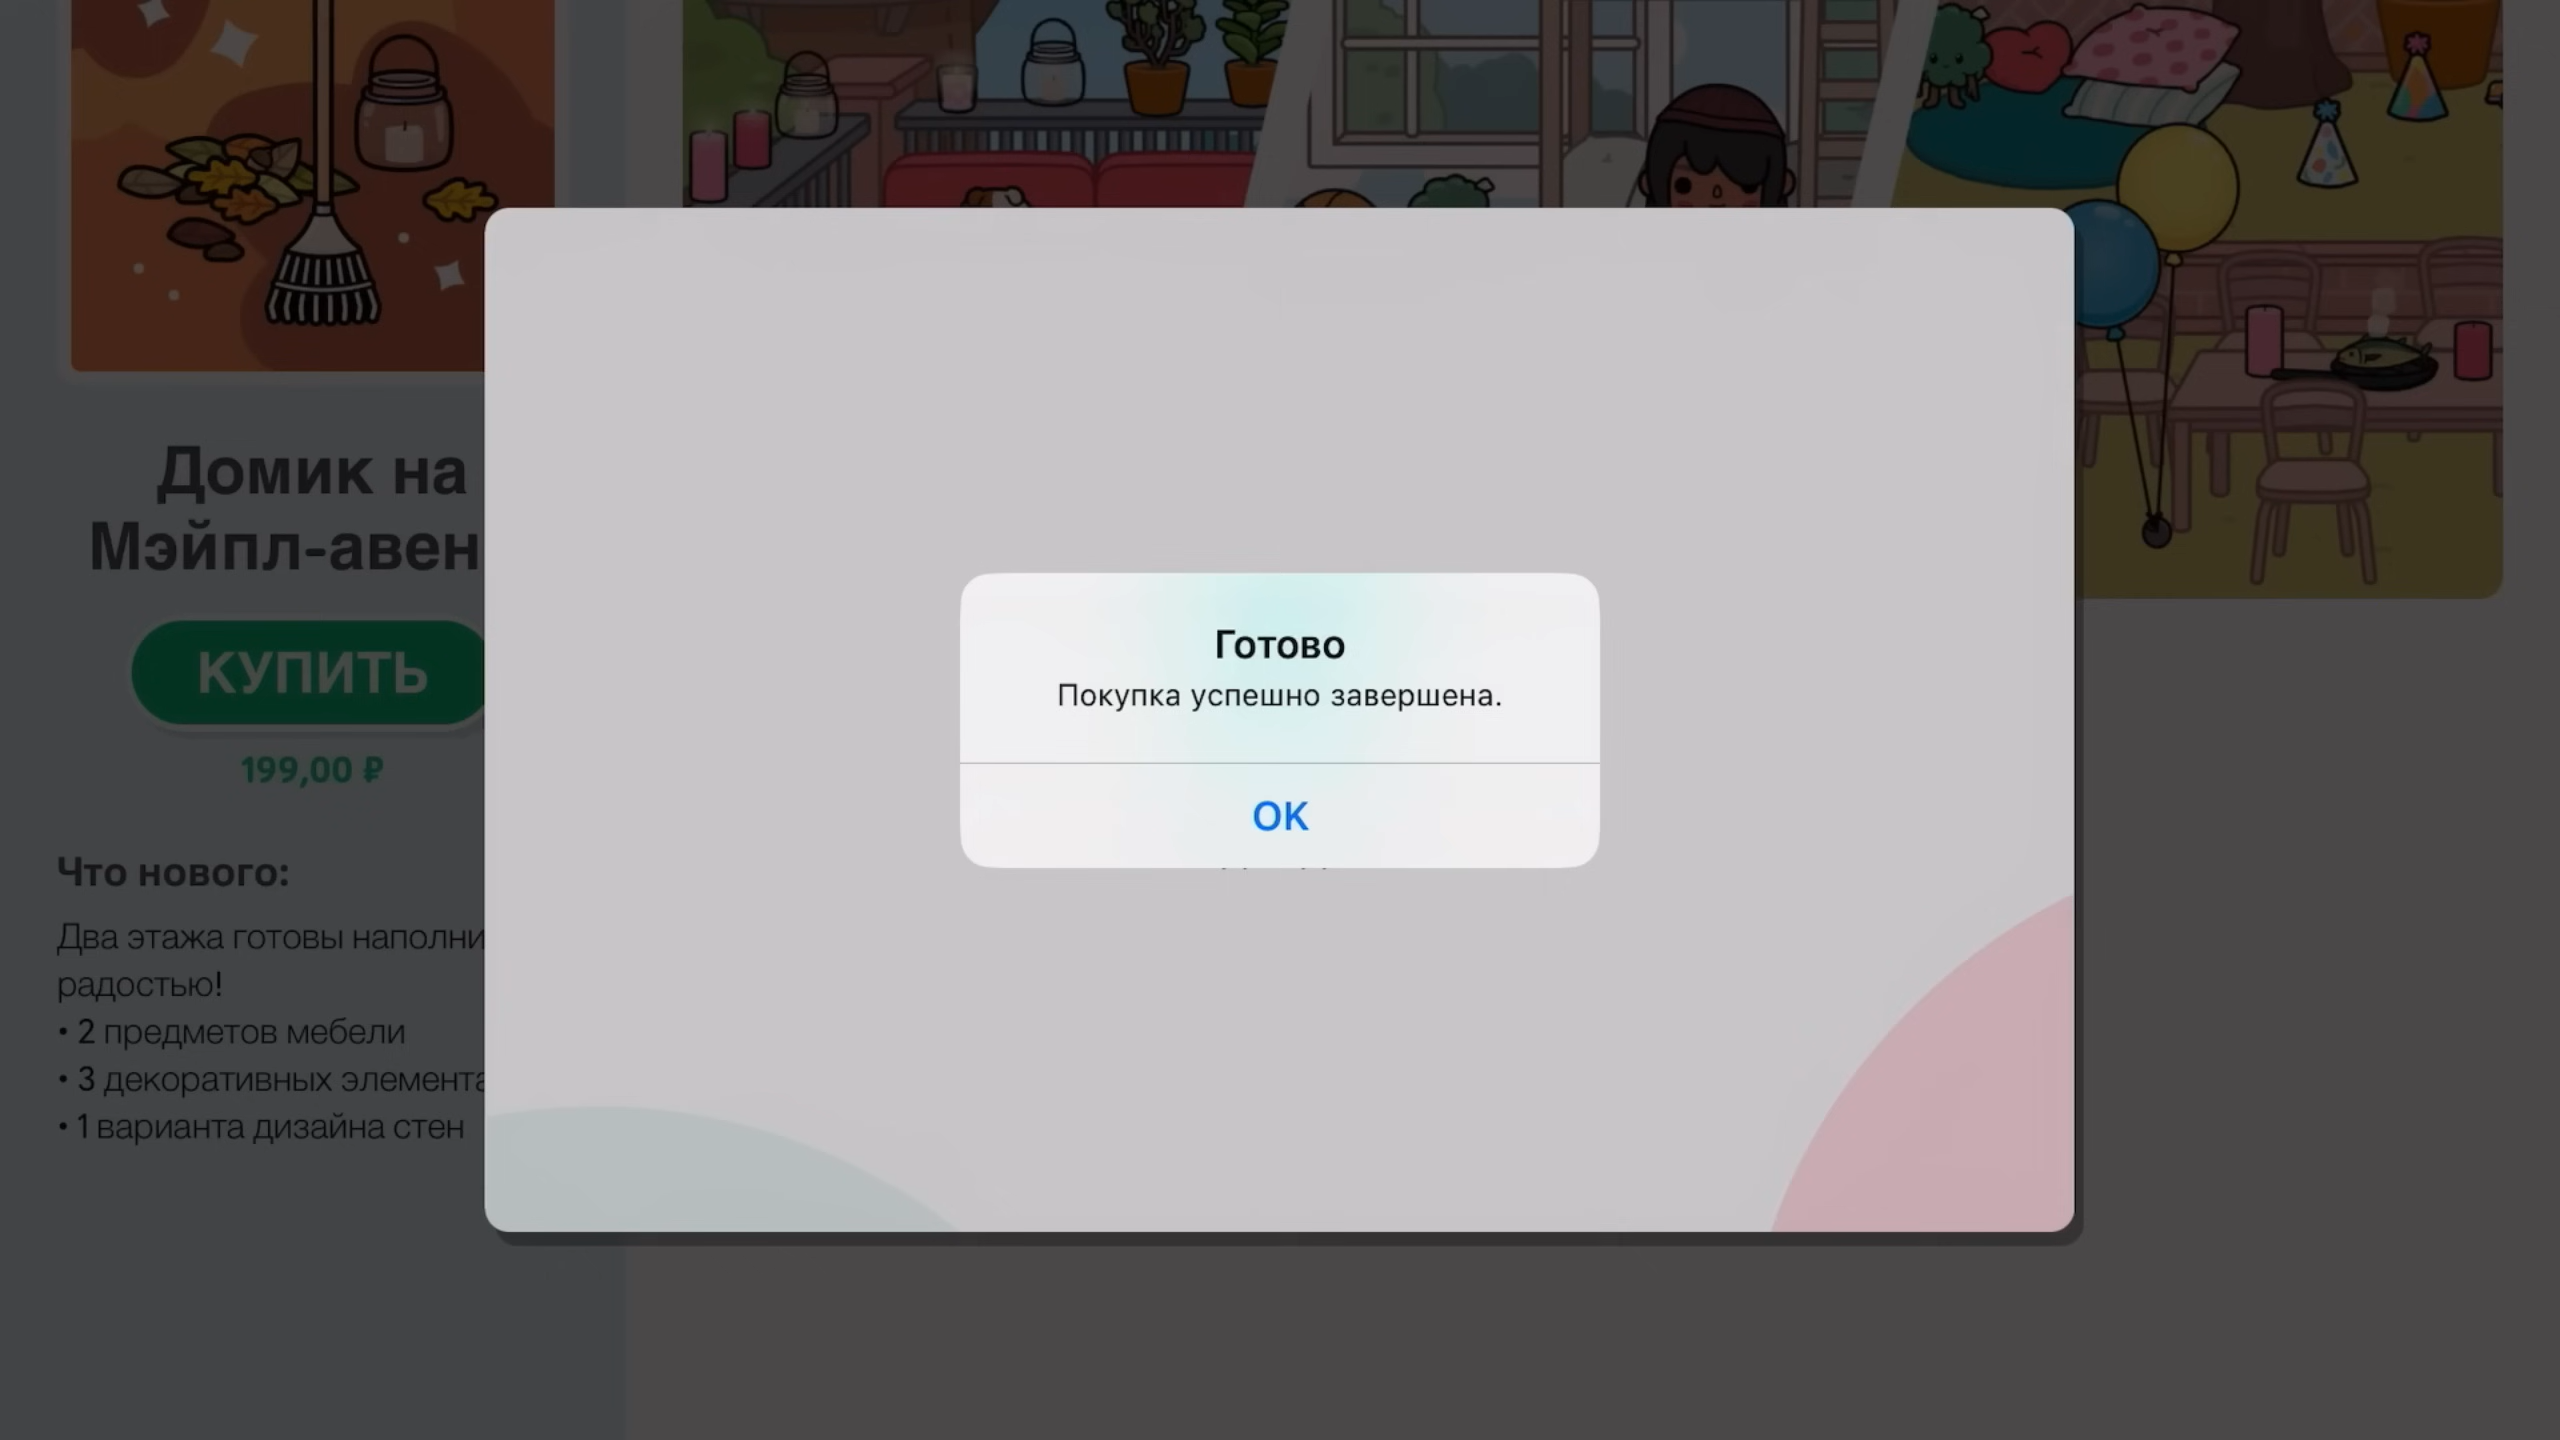 Домик на
Мэйпл-авен
КУПИТЬ
199,00 ₽
Что нового:
Два этажа готовы наполни
радостью!
• 2 предметов мебели
• 3 декоративных элемента
• 1 варианта дизайна стен
Готово
Покупка успешно завершена.
OK